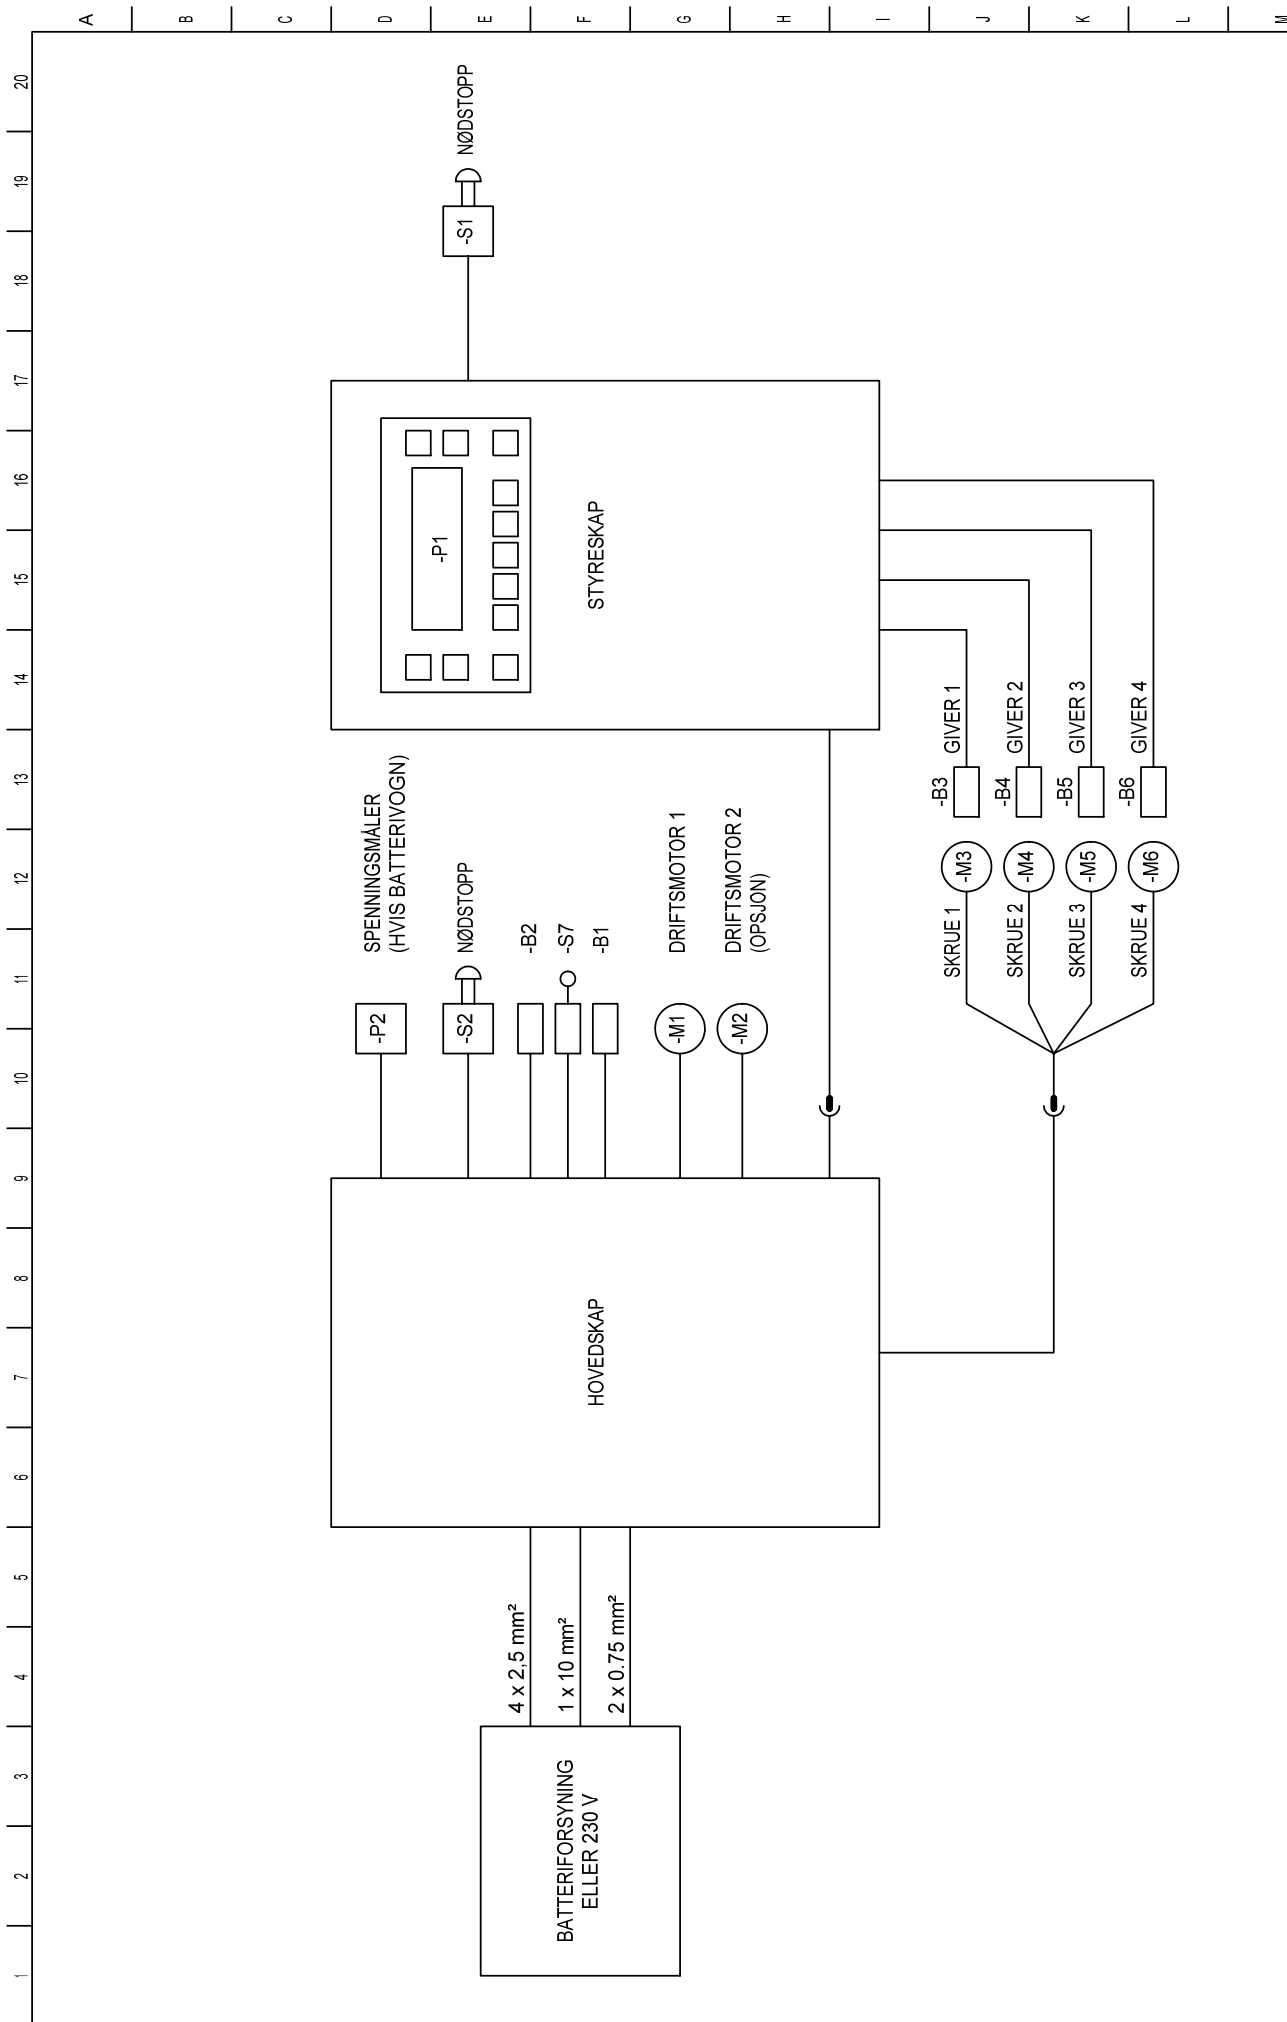 A
B
C
D
E
F
G
H
I
J
K
L
M
1
2
3
4
5
6
7
8
9
10
11
12
13
14
15
16
17
18
19
20
BATTERIFORSYNING
ELLER 230 V
4 x 2,5 mm²
1 x 10 mm²
2 x 0.75 mm²
HOVEDSKAP
-P2
SPENNINGSMÅLER
(HVIS BATTERIVOGN)
-S2
NØDSTOPP
-B2
-S7
-B1
-M1
DRIFTSMOTOR 1
-M2
DRIFTSMOTOR 2
(OPSJON)
STYRESKAP
-P1
-S1
NØDSTOPP
SKRUE 1
-M3
-B3
GIVER 1
SKRUE 2
-M4
-B4
GIVER 2
SKRUE 3
-M5
-B5
GIVER 3
SKRUE 4
-M6
-B6
GIVER 4